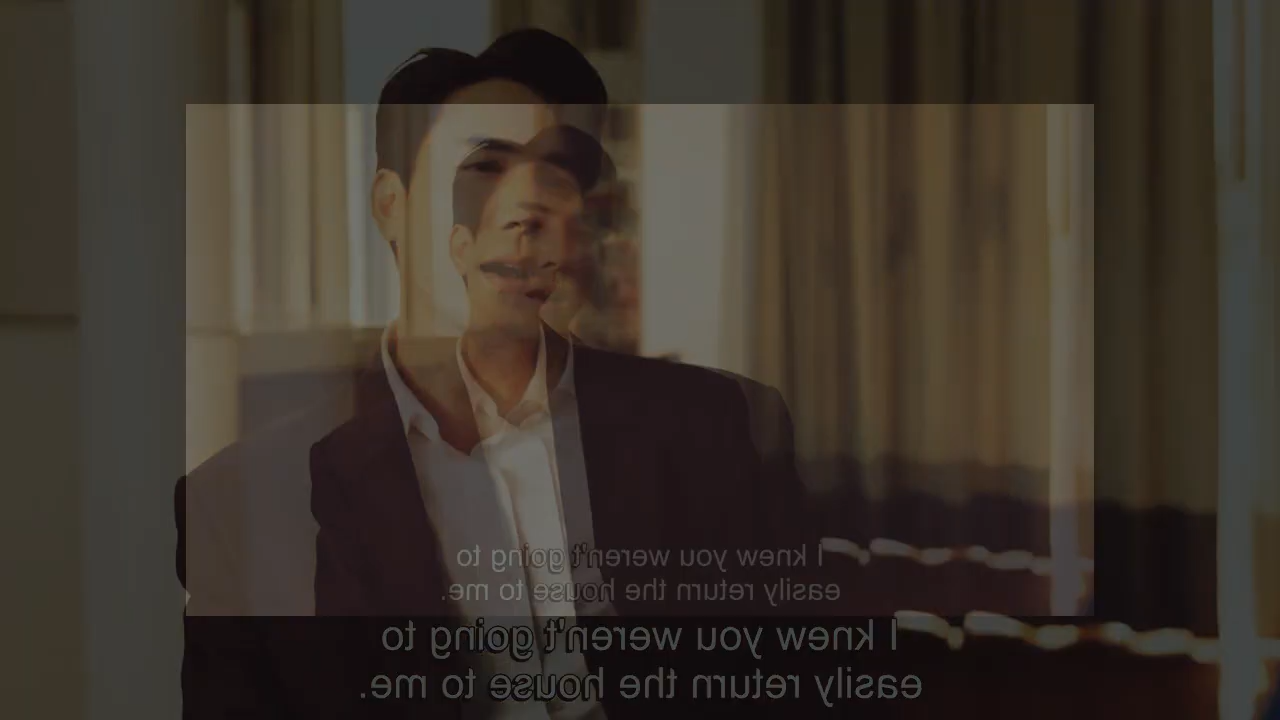 I knew you weren't going to
easily return the house to me.
I knew you weren't going to
easily return the house to me.